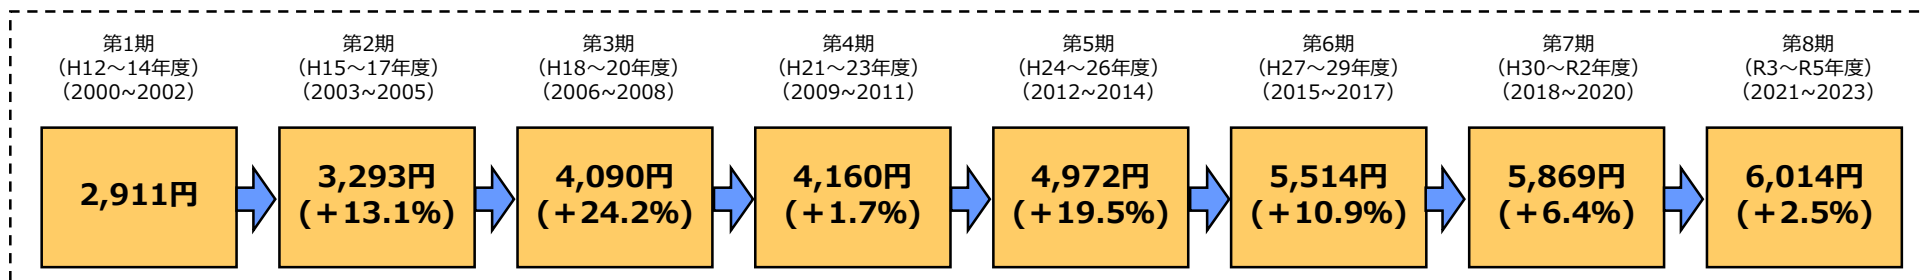 第1期
（H12～14年度）
（2000~2002）
2,911円
第2期
（H15～17年度）
（2003~2005）
3,293円
(＋13.1%)
第3期
（H18～20年度）
（2006~2008）
4,090円
(＋24.2%)
第4期
（H21～23年度）
（2009~2011）
4,160円
(＋1.7%)
第5期
（H24～26年度）
（2012~2014）
4,972円
(＋19.5%)
第6期
（H27～29年度）
（2015~2017）
5,514円
(＋10.9%)
第7期
（H30～R2年度）
（2018~2020）
5,869円
(＋6.4%)
第8期
（R3～R5年度）
（2021~2023）
6,014円
(＋2.5%)